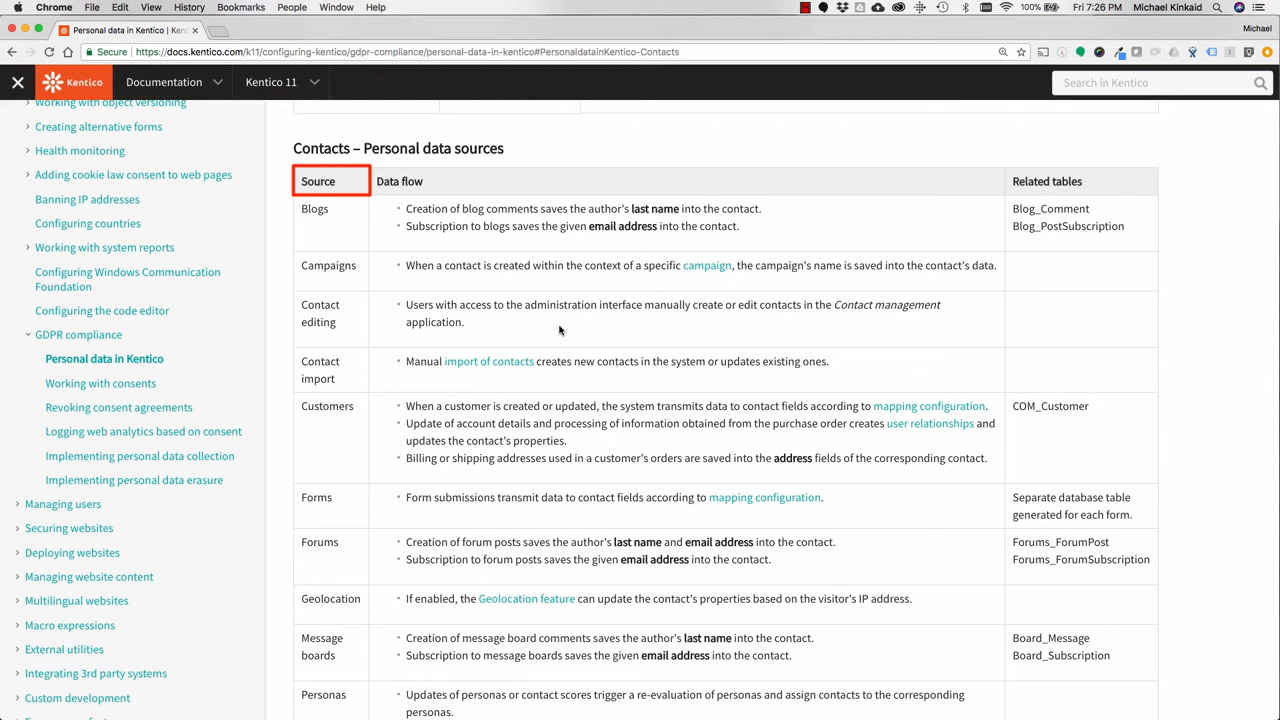 Chrome File Edit View History Bookmarks People Window Help 100% Fri 7:26 PM Michael Kinkaid
Personal data in Kentico | Ken Michael
Secure https://docs.kentico.com/k11/configuring-kentico/gdpr-compliance/personal-data-in-kentico#PersonaldatainKentico-Contacts
Kentico Documentation Kentico 11 Search in Kentico
Working with object versioning
Creating alternative forms
Health monitoring
Adding cookie law consent to web pages
Banning IP addresses
Configuring countries
Working with system reports
Configuring Windows Communication
Foundation
Configuring the code editor
GDPR compliance
Personal data in Kentico
Working with consents
Revoking consent agreements
Logging web analytics based on consent
Implementing personal data collection
Implementing personal data erasure
Managing users
Securing websites
Deploying websites
Managing website content
Multilingual websites
Macro expressions
External utilities
Integrating 3rd party systems
Custom development
Contacts – Personal data sources
Source Data flow Related tables
Blogs • Creation of blog comments saves the author's last name into the contact. Blog_Comment
• Subscription to blogs saves the given email address into the contact. Blog_PostSubscription
Campaigns • When a contact is created within the context of a specific campaign, the campaign's name is saved into the contact's data.
Contact • Users with access to the administration interface manually create or edit contacts in the Contact management
editing application.
Contact • Manual import of contacts creates new contacts in the system or updates existing ones.
import
Customers • When a customer is created or updated, the system transmits data to contact fields according to mapping configuration. COM_Customer
• Update of account details and processing of information obtained from the purchase order creates user relationships and
updates the contact's properties.
• Billing or shipping addresses used in a customer's orders are saved into the address fields of the corresponding contact.
Forms • Form submissions transmit data to contact fields according to mapping configuration. Separate database table
generated for each form.
Forums • Creation of forum posts saves the author's last name and email address into the contact. Forums_ForumPost
• Subscription to forum posts saves the given email address into the contact. Forums_ForumSubscription
Geolocation • If enabled, the Geolocation feature can update the contact's properties based on the visitor's IP address.
Message • Creation of message board comments saves the author's last name into the contact. Board_Message
boards • Subscription to message boards saves the given email address into the contact. Board_Subscription
Personas • Updates of personas or contact scores trigger a re-evaluation of personas and assign contacts to the corresponding
personas.